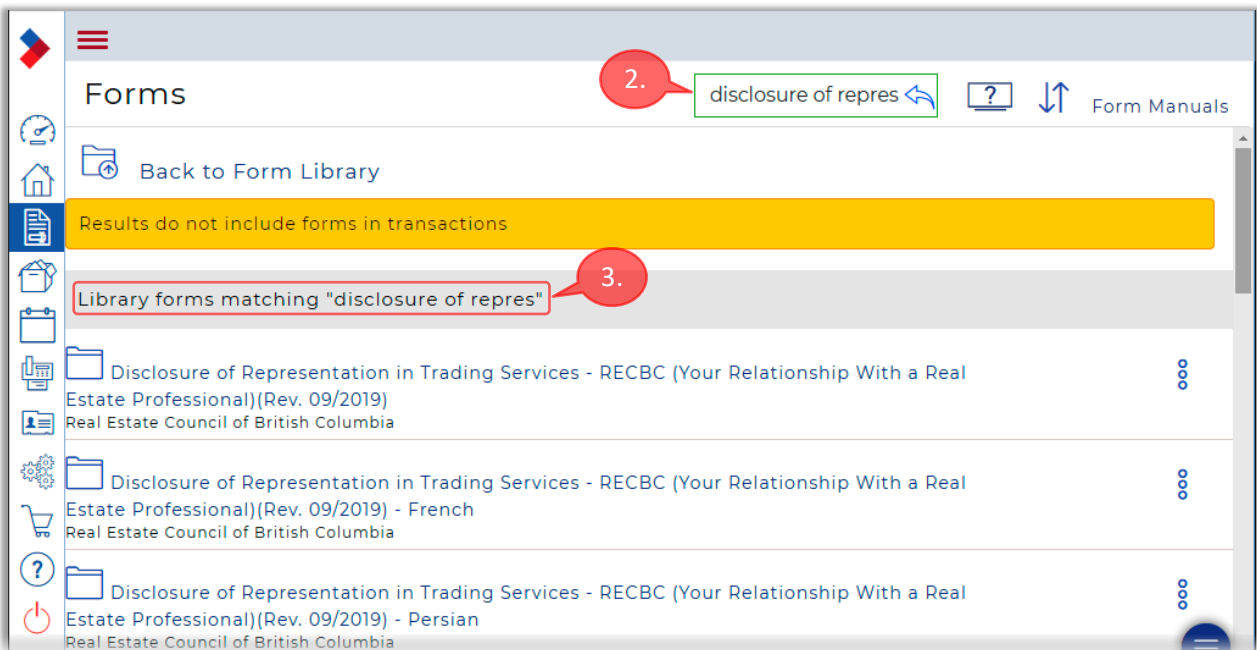 Forms
2.
disclosure of repres
?
Form Manuals
Back to Form Library
Results do not include forms in transactions
3.
Library forms matching "disclosure of repres"
Disclosure of Representation in Trading Services - RECBC (Your Relationship With a Real
Estate Professional)(Rev. 09/2019)
Real Estate Council of British Columbia
Disclosure of Representation in Trading Services - RECBC (Your Relationship With a Real
Estate Professional)(Rev. 09/2019) - French
Real Estate Council of British Columbia
?
Disclosure of Representation in Trading Services - RECBC (Your Relationship With a Real
Estate Professional)(Rev. 09/2019) - Persian
Real Estate Council of British Columbia